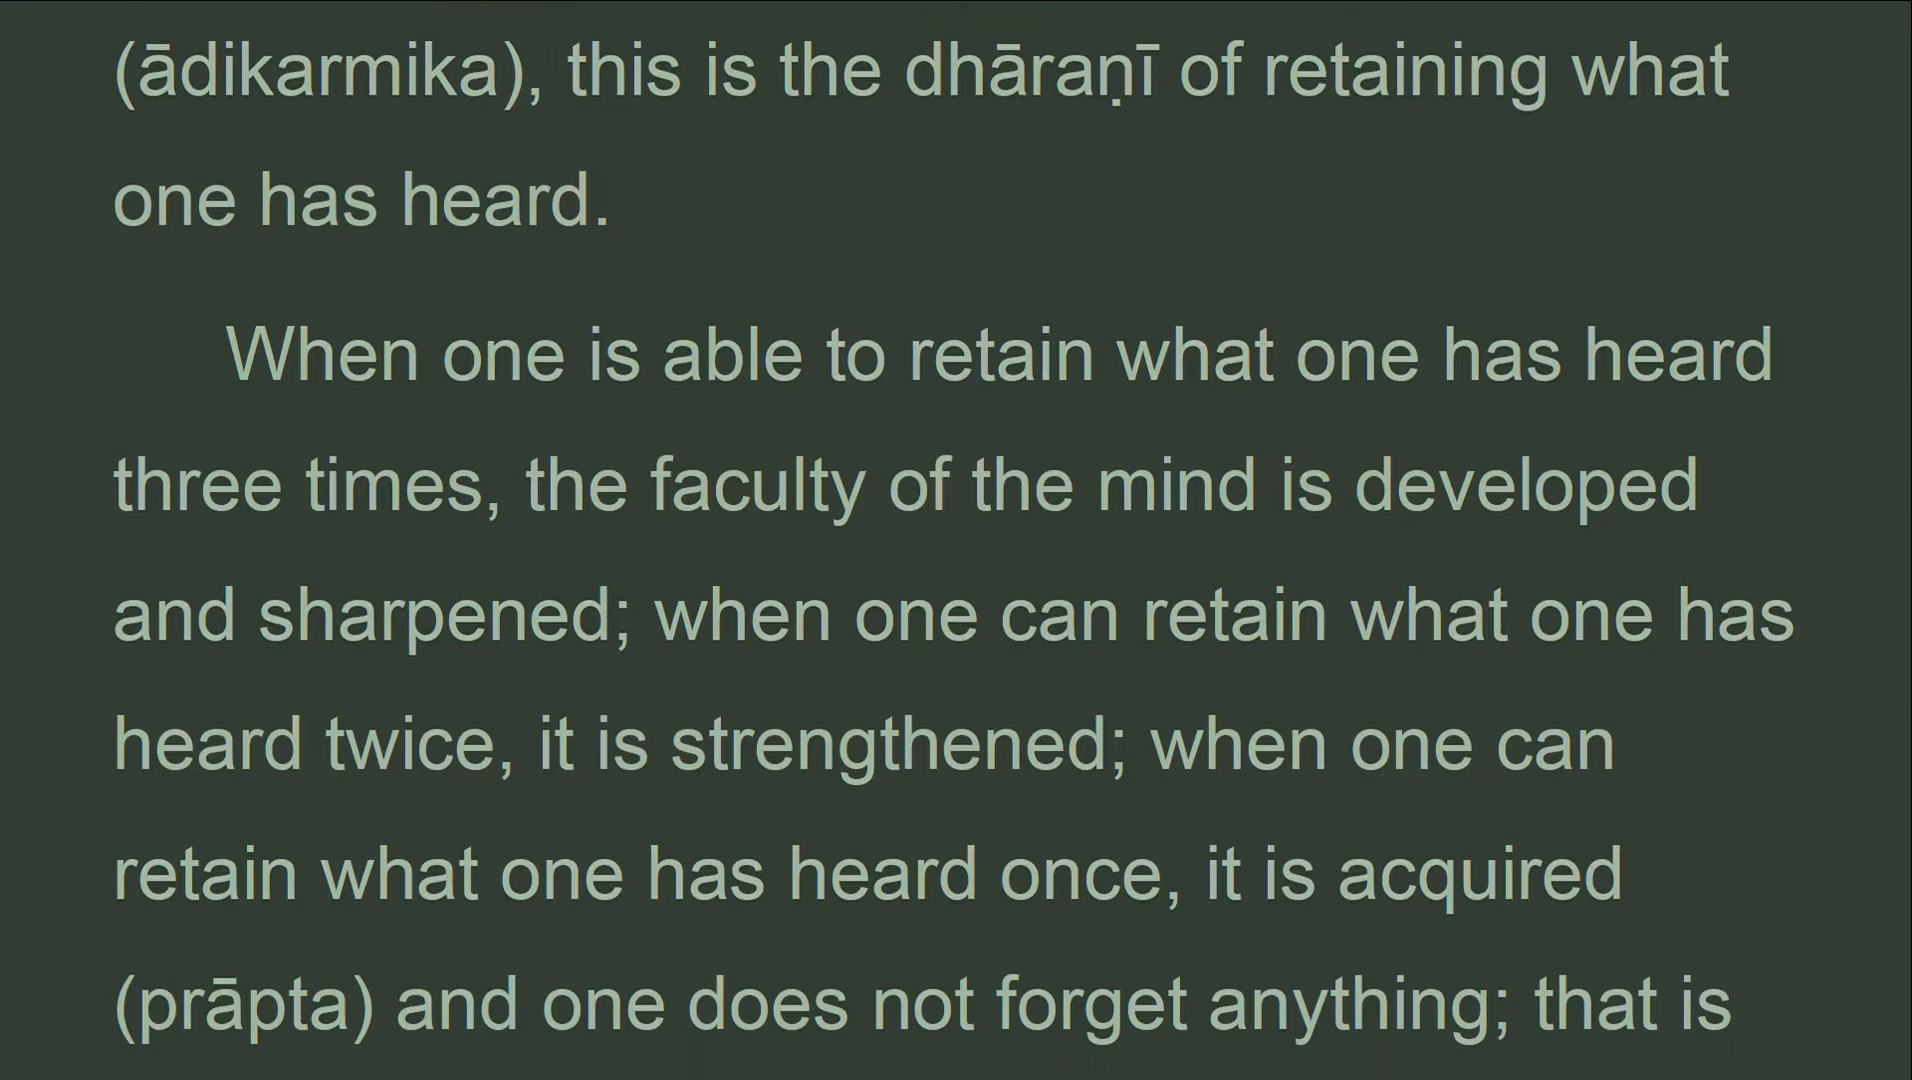 (ādikarmika), this is the dhāraṇī of retaining what
one has heard.
When one is able to retain what one has heard
three times, the faculty of the mind is developed
and sharpened; when one can retain what one has
heard twice, it is strengthened; when one can
retain what one has heard once, it is acquired
(prāpta) and one does not forget anything; that is